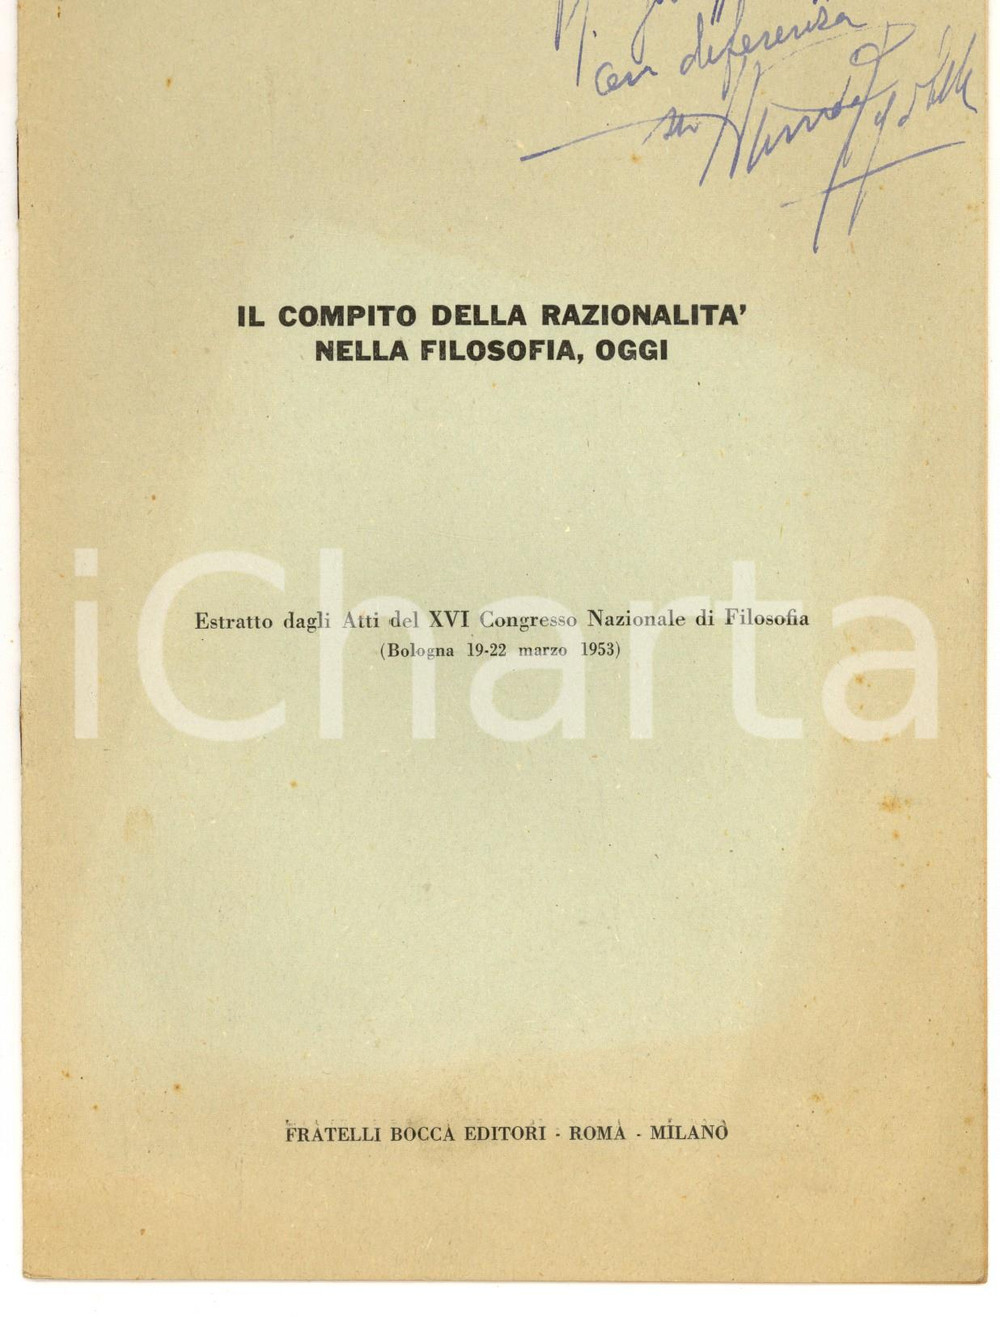 con deferenza
suo
IL COMPITO DELLA RAZIONALITA'
NELLA FILOSOFIA, OGGI
iCharta
Estratto dagli Atti del XVI Congresso Nazionale di Filosofia
(Bologna 19-22 marzo 1953)
FRATELLI BOCCA EDITORI - ROMA - MILANO